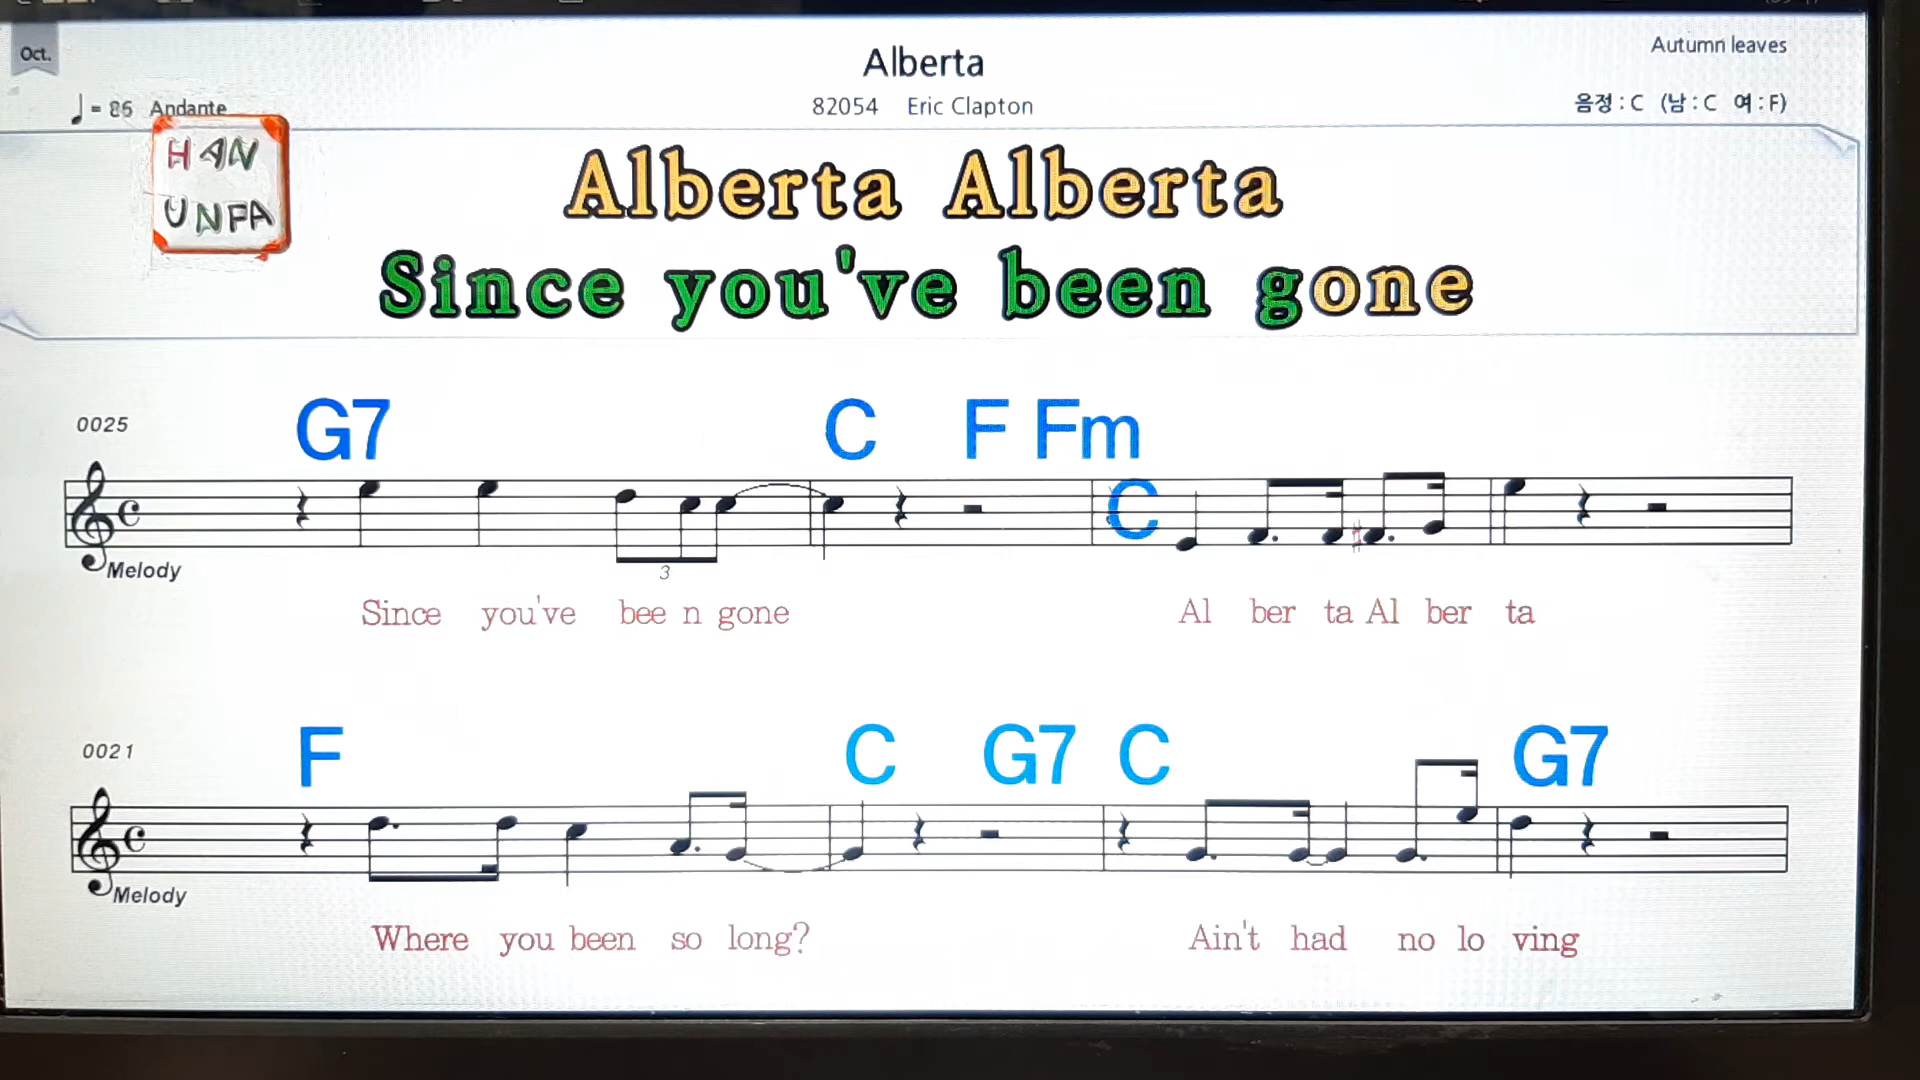 Oct.
Alberta
Autumn leaves
♩ = 86 Andante
82054 Eric Clapton
음정 : C (남 : C 여 : F)
HAN
UNFA
Alberta Alberta
Since you've been gone
0025
G7 C F Fm
C
Melody
3
Since you've bee n gone Al ber ta Al ber ta
0021
F C G7 C G7
Melody
Where you been so long? Ain't had no lo ving